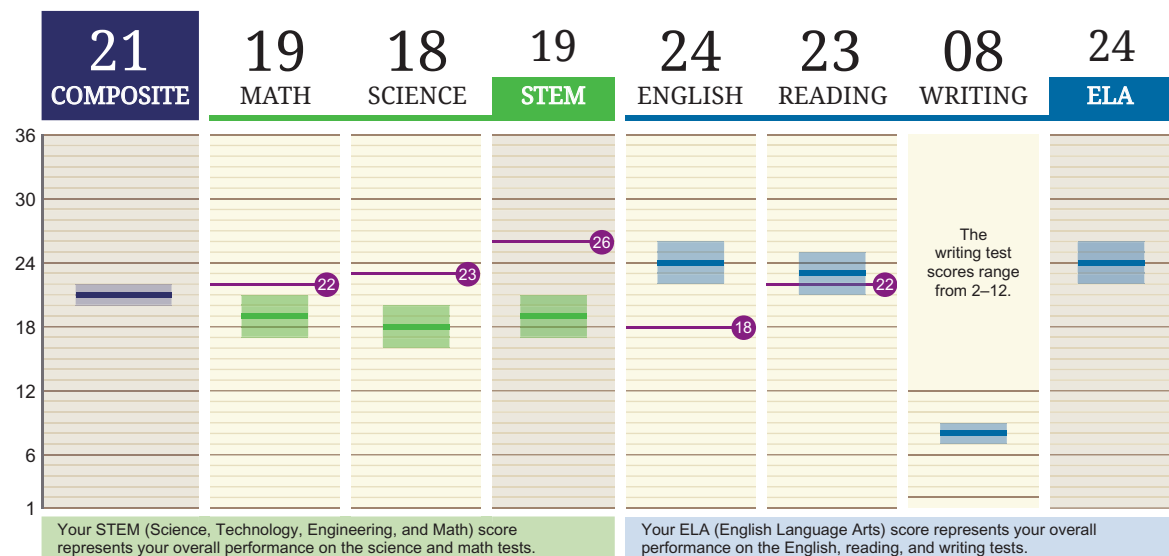 21 19 18 19 24 23 08 24
COMPOSITE MATH SCIENCE STEM ENGLISH READING WRITING ELA
36
30
24
18
12
6
1
22
23
26
18
22
The
writing test
scores range
from 2–12.
Your STEM (Science, Technology, Engineering, and Math) score
represents your overall performance on the science and math tests.
Your ELA (English Language Arts) score represents your overall
performance on the English, reading, and writing tests.